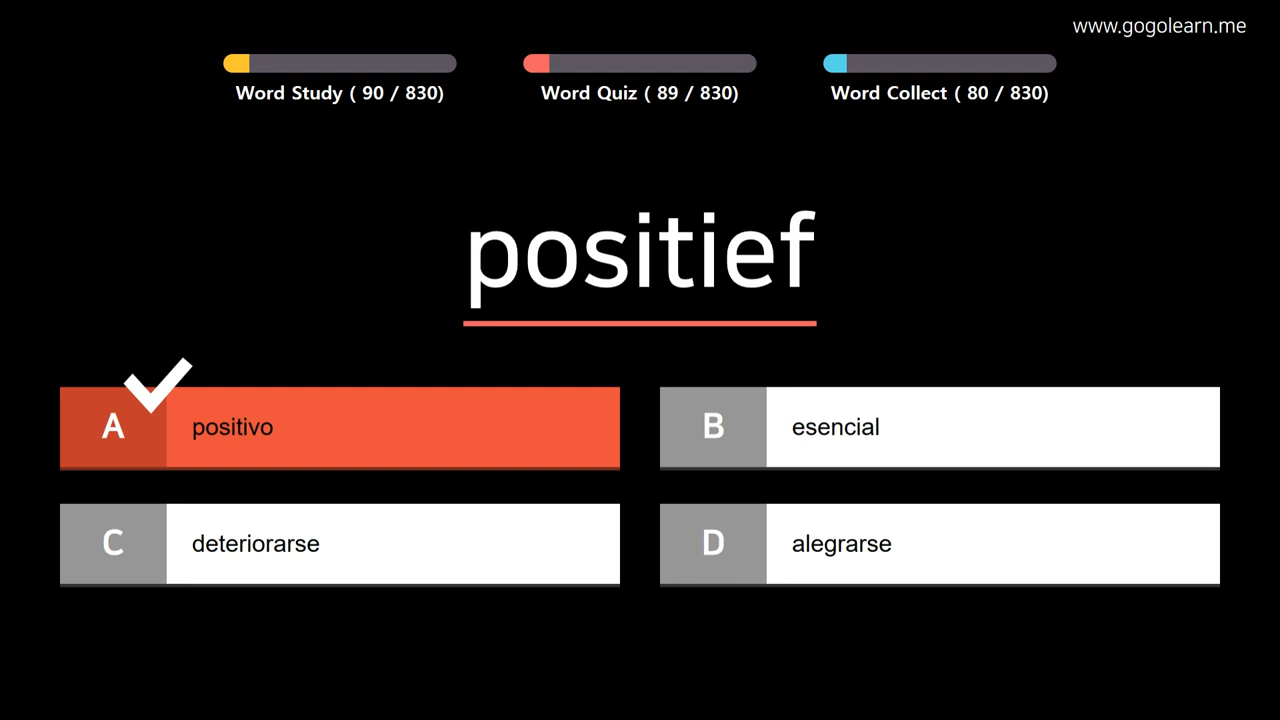 www.gogolearn.me
Word Study ( 90 / 830)
Word Quiz ( 89 / 830)
Word Collect ( 80 / 830)
positief
A positivo
B esencial
C deteriorarse
D alegrarse